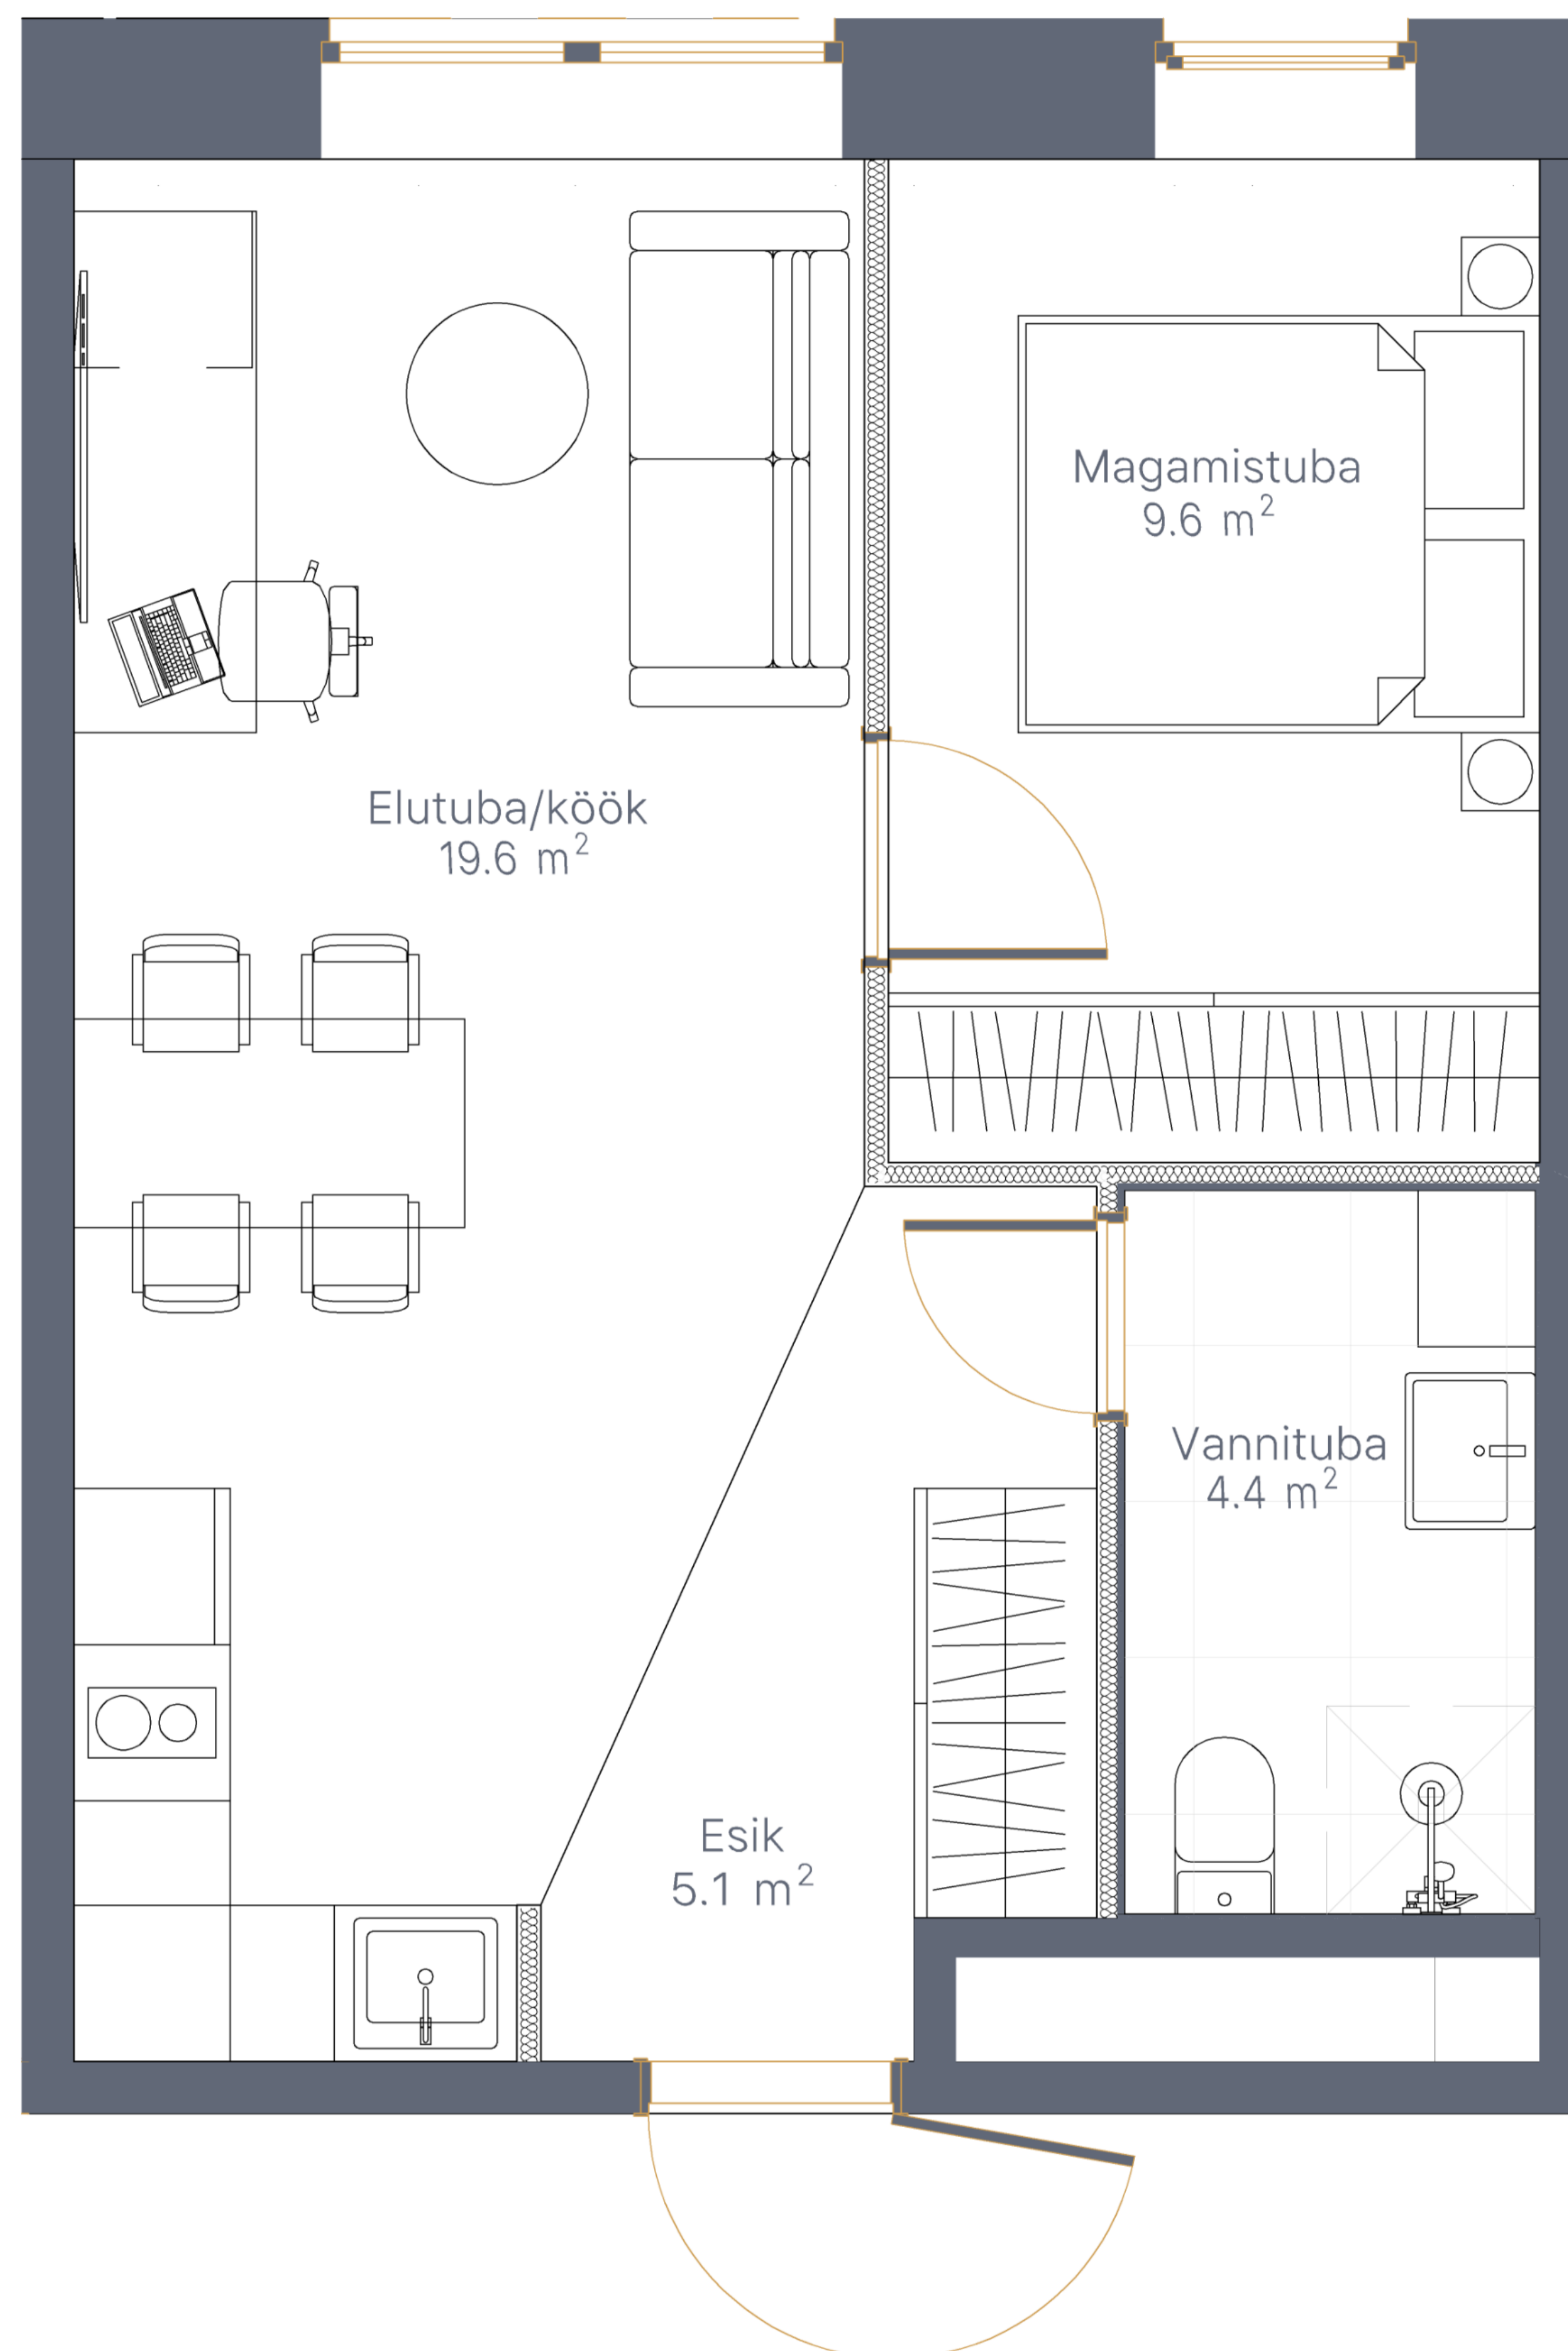 Magamistuba
9.6 m²
Elutuba/köök
19.6 m²
Vannituba
4.4 m²
Esik
5.1 m²